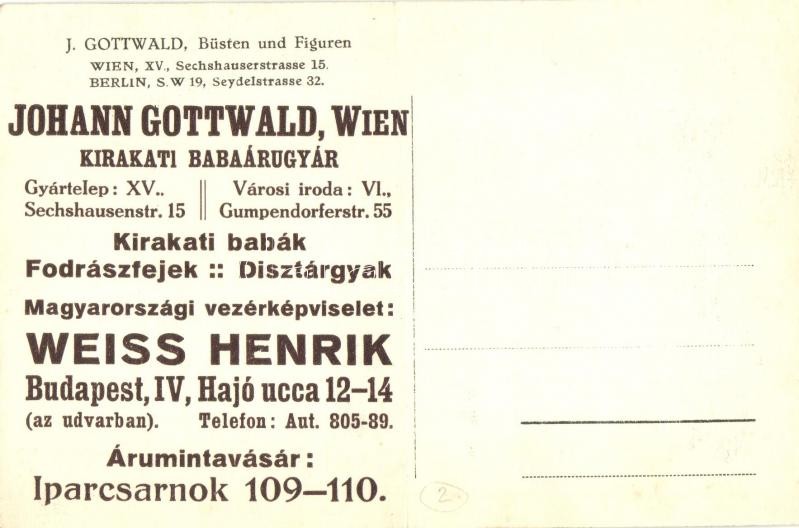 J. GOTTWALD, Büsten und Figuren
WIEN, XV., Sechshauserstrasse 15.
BERLIN, S.W 19, Seydelstrasse 32.
JOHANN GOTTWALD, WIEN
KIRAKATI BABAÁRUGYÁR
Gyártelep: XV.. || Városi iroda: VI.,
Sechshausenstr. 15 || Gumpendorferstr. 55
Kirakati babák
Fodrászfejek :: Disztárgyak
Magyarországi vezérképviselet:
WEISS HENRIK
Budapest, IV, Hajó ucca 12–14
(az udvarban). Telefon: Aut. 805-89.
Árumintavásár:
Iparcsarnok 109–110.
2.